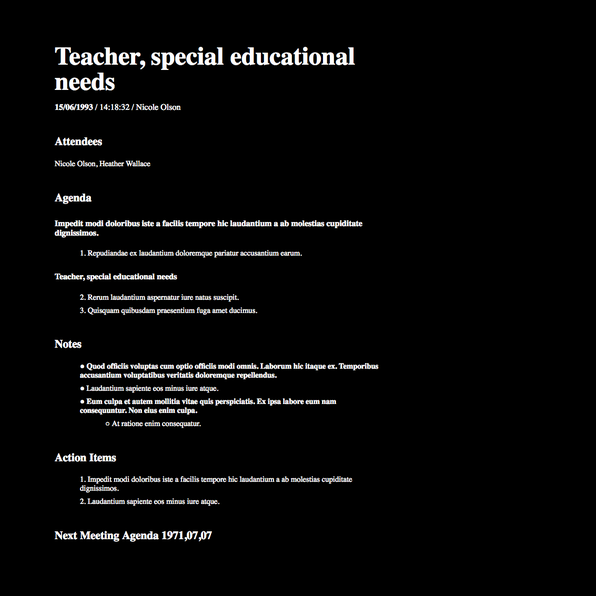 Teacher, special educational
needs
15/06/1993 / 14:18:32 / Nicole Olson
Attendees
Nicole Olson, Heather Wallace
Agenda
Impedit modi doloribus iste a facilis tempore hic laudantium a ab molestias cupiditate
dignissimos.
1. Repudiandae ex laudantium doloremque pariatur accusantium earum.
Teacher, special educational needs
2. Rerum laudantium aspernatur iure natus suscipit.
3. Quisquam quibusdam praesentium fuga amet ducimus.
Notes
● Quod officiis voluptas cum optio officiis modi omnis. Laborum hic itaque ex. Temporibus
accusantium voluptatibus veritatis doloremque repellendus.
● Laudantium sapiente eos minus iure atque.
● Eum culpa et autem mollitia vitae quis perspiciatis. Ex ipsa labore eum nam
consequuntur. Non eius enim culpa.
○ At ratione enim consequatur.
Action Items
1. Impedit modi doloribus iste a facilis tempore hic laudantium a ab molestias cupiditate
dignissimos.
2. Laudantium sapiente eos minus iure atque.
Next Meeting Agenda 1971,07,07